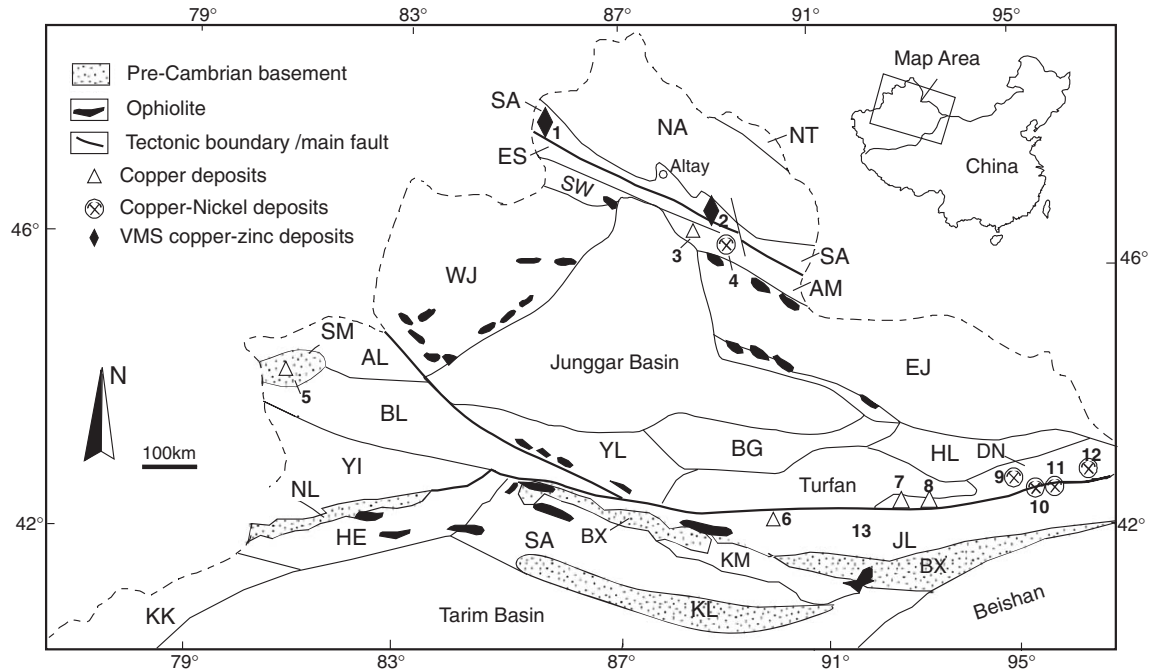 79°
83°
87°
91°
95°
Pre-Cambrian basement
Ophiolite
Tectonic boundary /main fault
Copper deposits
Copper-Nickel deposits
VMS copper-zinc deposits
Map Area
China
SA
1
NA
NT
ES
Altay
SW
2
46°
3
4
SA
46°
AM
WJ
SM
AL
Junggar Basin
EJ
5
N
BL
100km
YL
BG
HL
DN
YI
12
11
9
Turfan
7
8
NL
10
6
42°
42°
13
HE
SA
BX
JL
KM
BX
KL
Beishan
KK
Tarim Basin
79°
83°
87°
91°
95°